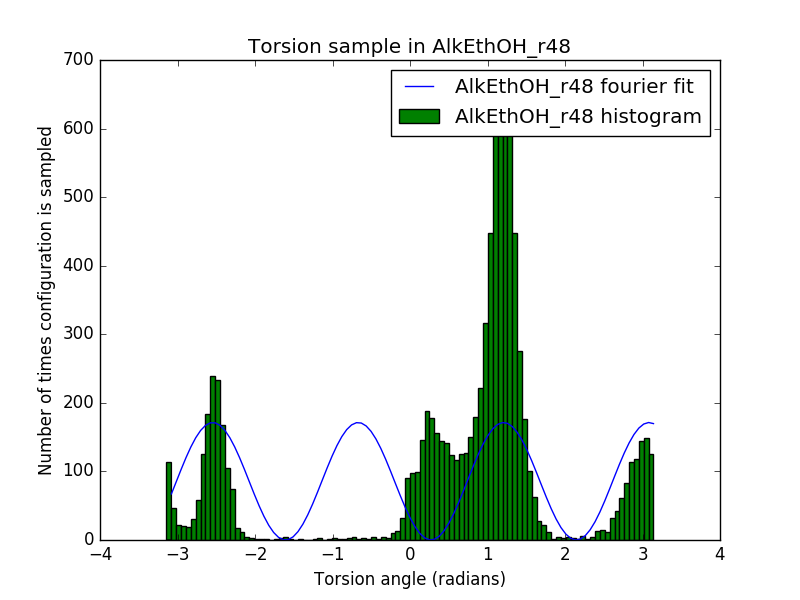 Torsion sample in AlkEthOH_r48
AlkEthOH_r48 fourier fit
AlkEthOH_r48 histogram
Number of times configuration is sampled
700
600
500
400
300
200
100
0
−4 −3 −2 −1 0 1 2 3 4
Torsion angle (radians)